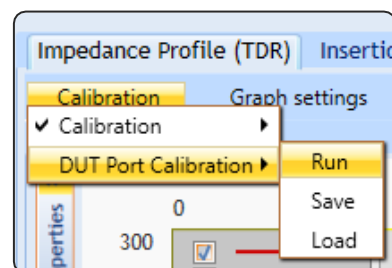 Impedance Profile (TDR) Insertio
Calibration Graph settings
✔ Calibration
DUT Port Calibration Run
Save
Load
perties
0
300